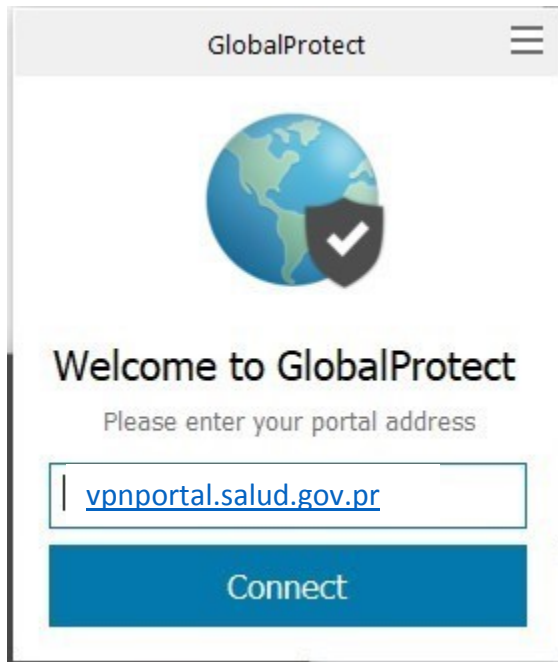 GlobalProtect
Welcome to GlobalProtect
Please enter your portal address
vpnportal.salud.gov.pr
Connect